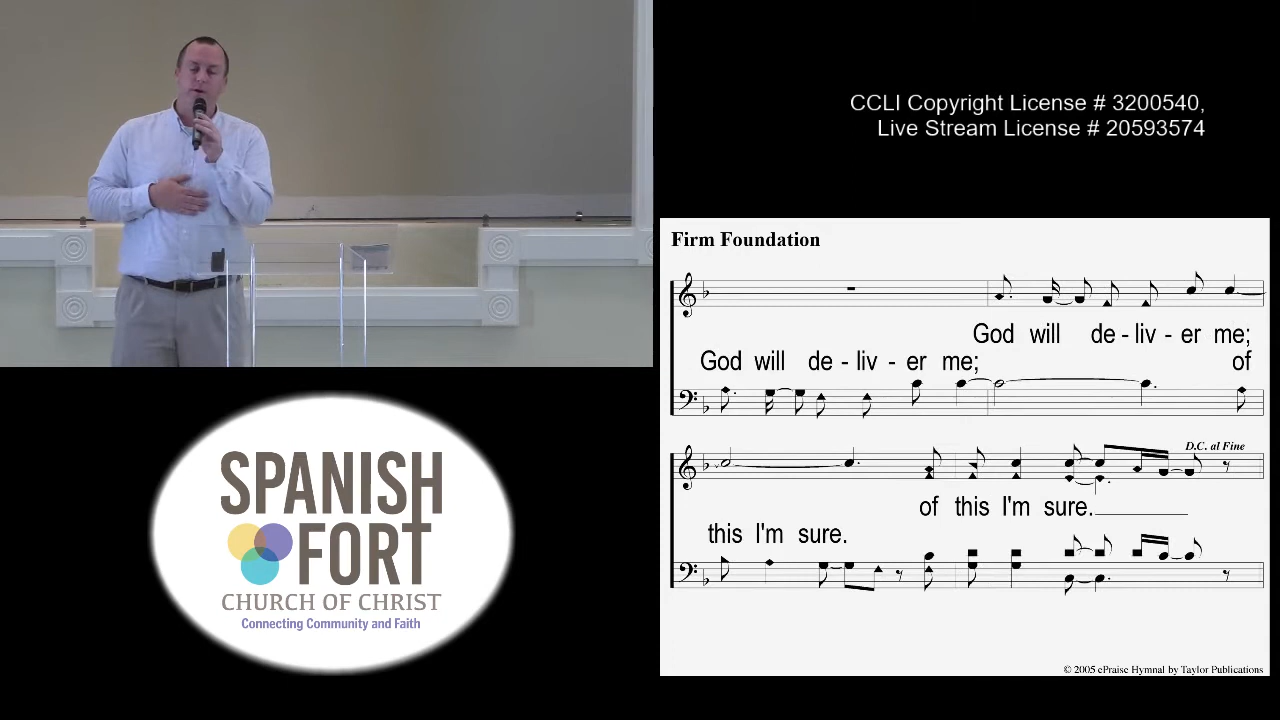 CCLI Copyright License # 3200540,
Live Stream License # 20593574
Firm Foundation
God will de - liv - er me;
God will de - liv - er me; of
D.C. al Fine
of this I'm sure.
this I'm sure.
© 2005 ePraise Hymnal by Taylor Publications
SPANISH
FORT
CHURCH OF CHRIST
Connecting Community and Faith